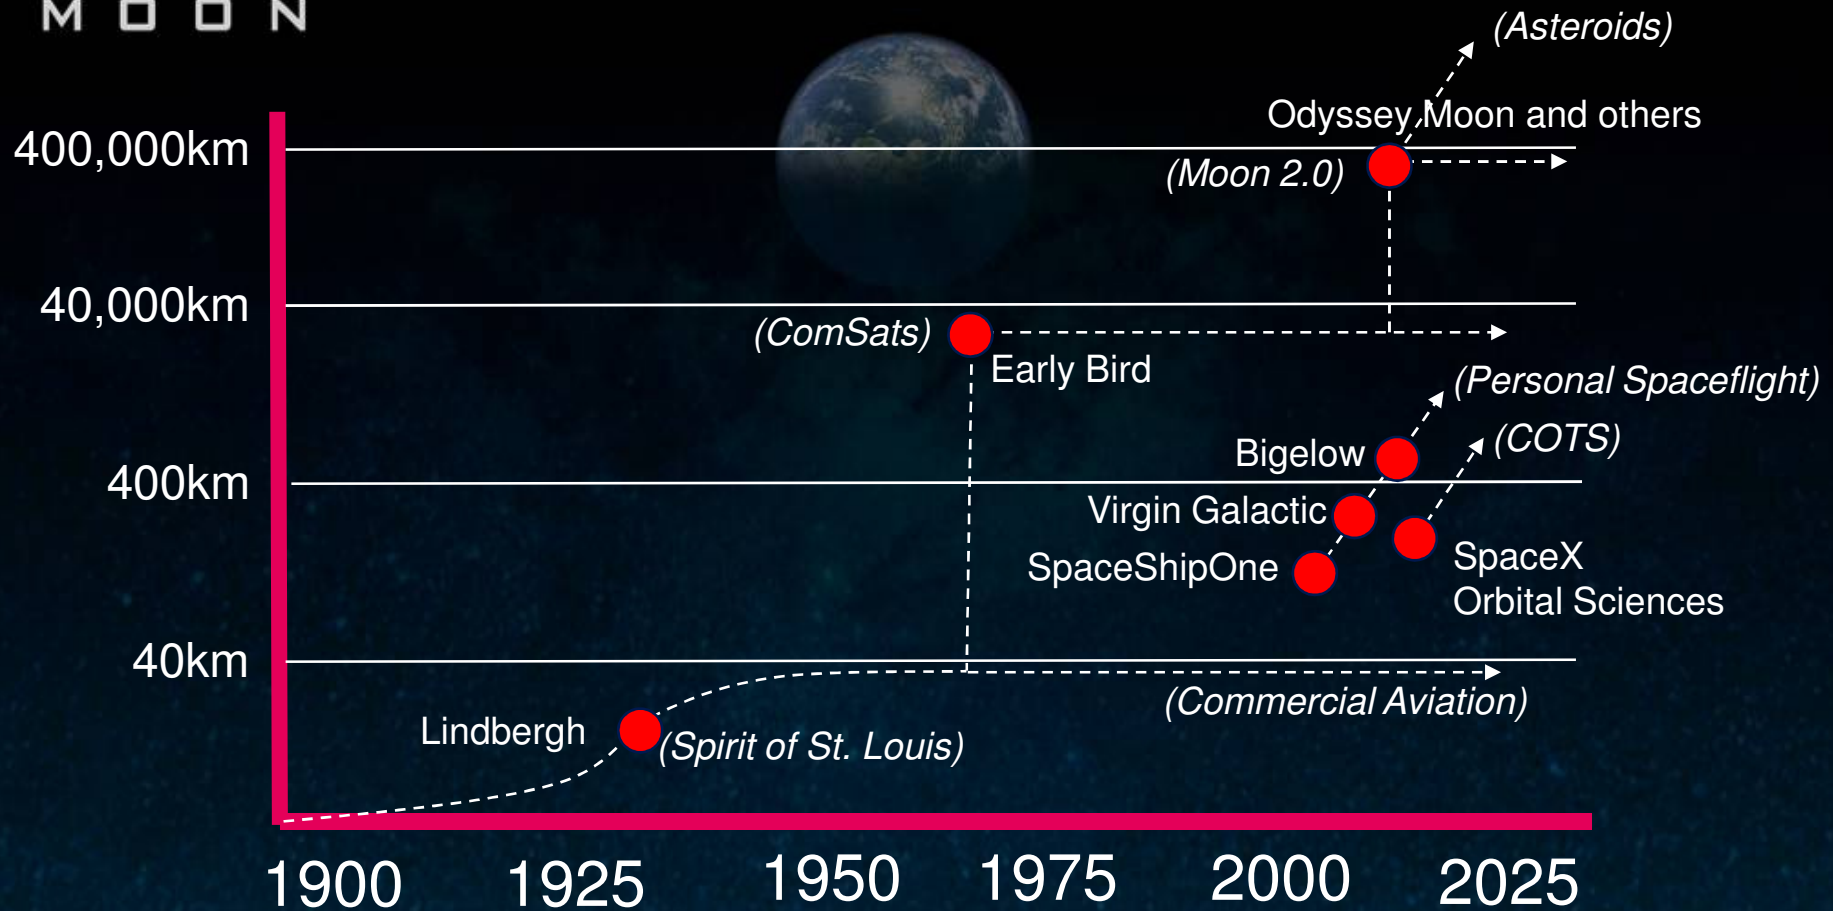 MOON
(Asteroids)
Odyssey Moon and others
400,000km
(Moon 2.0)
40,000km
(ComSats)
Early Bird
(Personal Spaceflight)
(COTS)
Bigelow
400km
Virgin Galactic
SpaceShipOne
SpaceX
Orbital Sciences
40km
(Commercial Aviation)
Lindbergh
(Spirit of St. Louis)
1900 1925 1950 1975 2000 2025